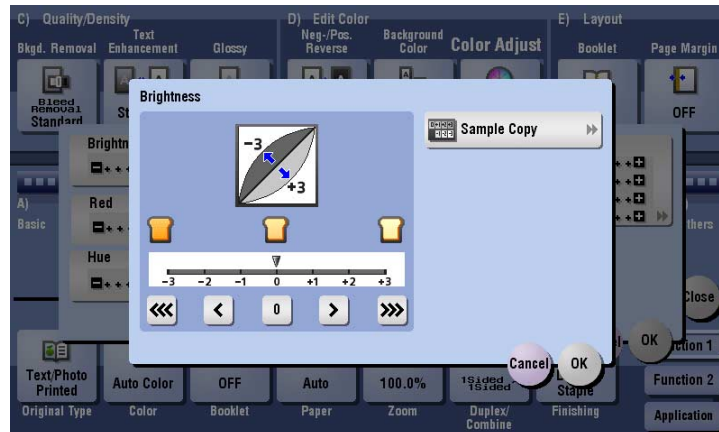 C) Quality/Density
D) Edit Color
E) Layout
Bkgd. Removal
Text
Enhancement
Glossy
Neg-/Pos.
Reverse
Background
Color
Color Adjust
Booklet
Page Margin
Bleed
Removal
Standard
OFF
Brightness
-3
+3
Sample Copy
-3 -2 -1 0 +1 +2 +3
0
Cancel
OK
A)
Basic
Red
Hue
thers
Close
OK
Text/Photo
Printed
Auto Color
OFF
Auto
100.0%
1Sided
1Sided
Staple
ction 1
Function 2
Original Type
Color
Booklet
Paper
Zoom
Duplex/
Combine
Finishing
Application